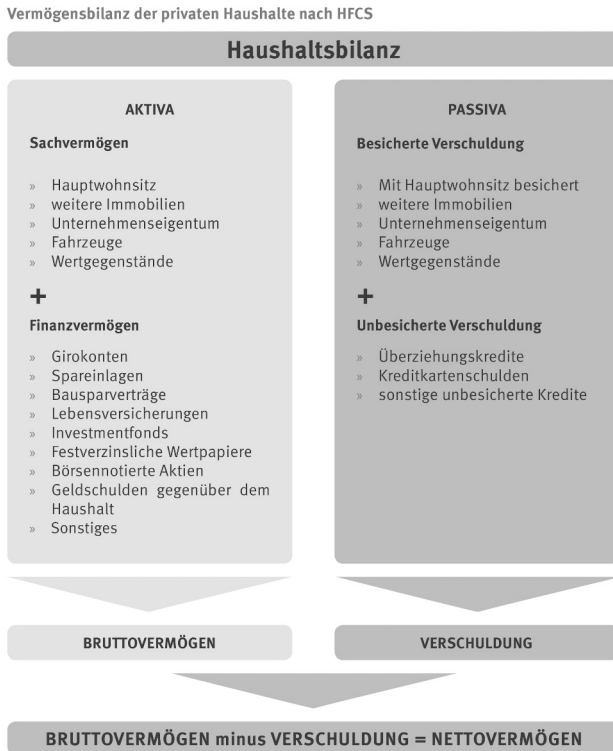 Vermögensbilanz der privaten Haushalte nach HFCS
Haushaltsbilanz
AKTIVA
Sachvermögen
» Hauptwohnsitz
» weitere Immobilien
» Unternehmenseigentum
» Fahrzeuge
» Wertgegenstände
+
Finanzvermögen
» Girokonten
» Spareinlagen
» Bausparverträge
» Lebensversicherungen
» Investmentfonds
» Festverzinsliche Wertpapiere
» Börsennotierte Aktien
» Geldschulden gegenüber dem
Haushalt
» Sonstiges
PASSIVA
Besicherte Verschuldung
» Mit Hauptwohnsitz besichert
» weitere Immobilien
» Unternehmenseigentum
» Fahrzeuge
» Wertgegenstände
+
Unbesicherte Verschuldung
» Überziehungskredite
» Kreditkartenschulden
» sonstige unbesicherte Kredite
BRUTTOVERMÖGEN
VERSCHULDUNG
BRUTTOVERMÖGEN minus VERSCHULDUNG = NETTOVERMÖGEN